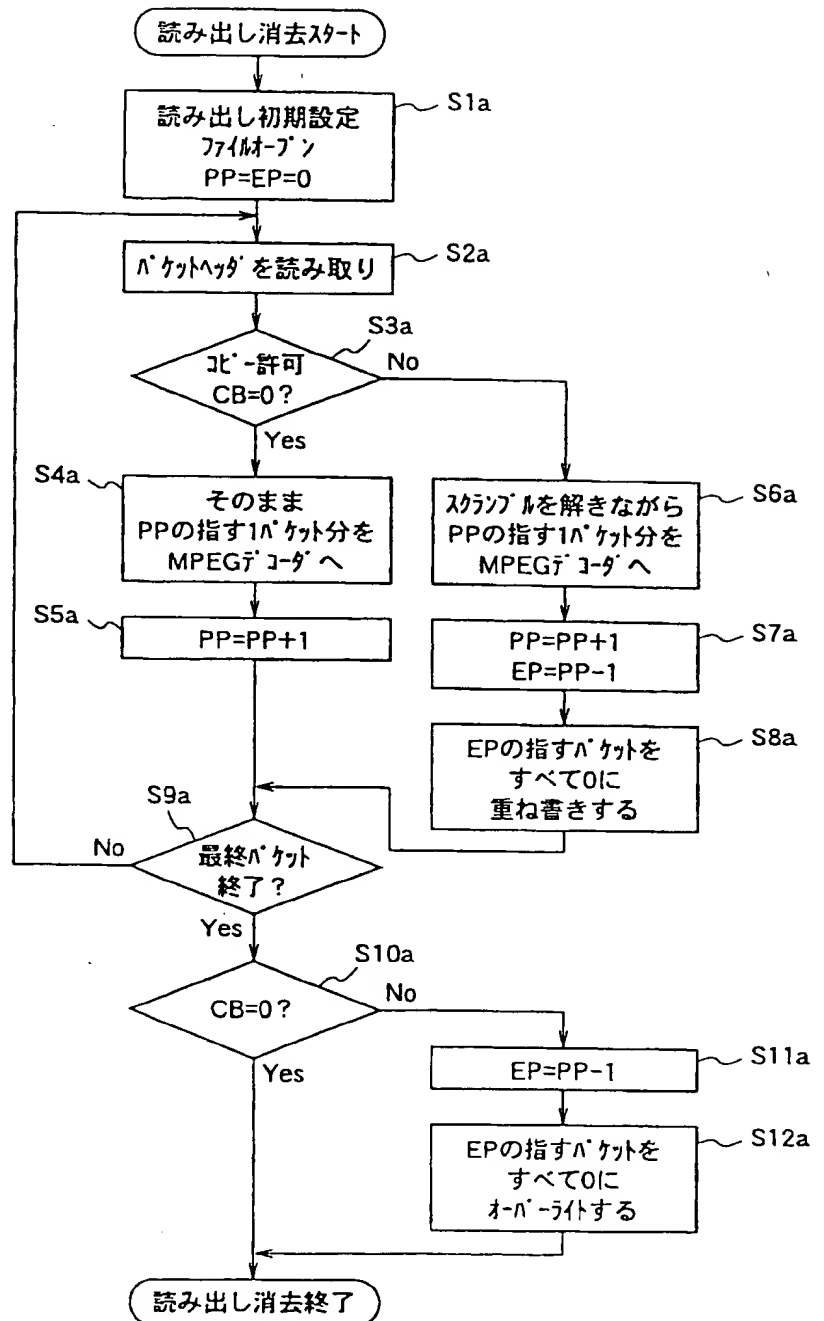 読み出し消去スタート
読み出し初期設定
ファイルオープン
PP=EP=0
S1a
パケットヘッダを読み取り
S2a
S3a
コピー許可
CB=0?
No
Yes
S4a
そのまま
PPの指す1パケット分を
MPEGデコーダへ
スクランブルを解きながら
PPの指す1パケット分を
MPEGデコーダへ
S6a
S5a
PP=PP+1
PP=PP+1
EP=PP-1
S7a
EPの指すパケットを
すべて0に
重ね書きする
S8a
S9a
No
最終パケット
終了?
Yes
S10a
CB=0?
No
Yes
EP=PP-1
S11a
EPの指すパケットを
すべて0に
オーバーライトする
S12a
読み出し消去終了